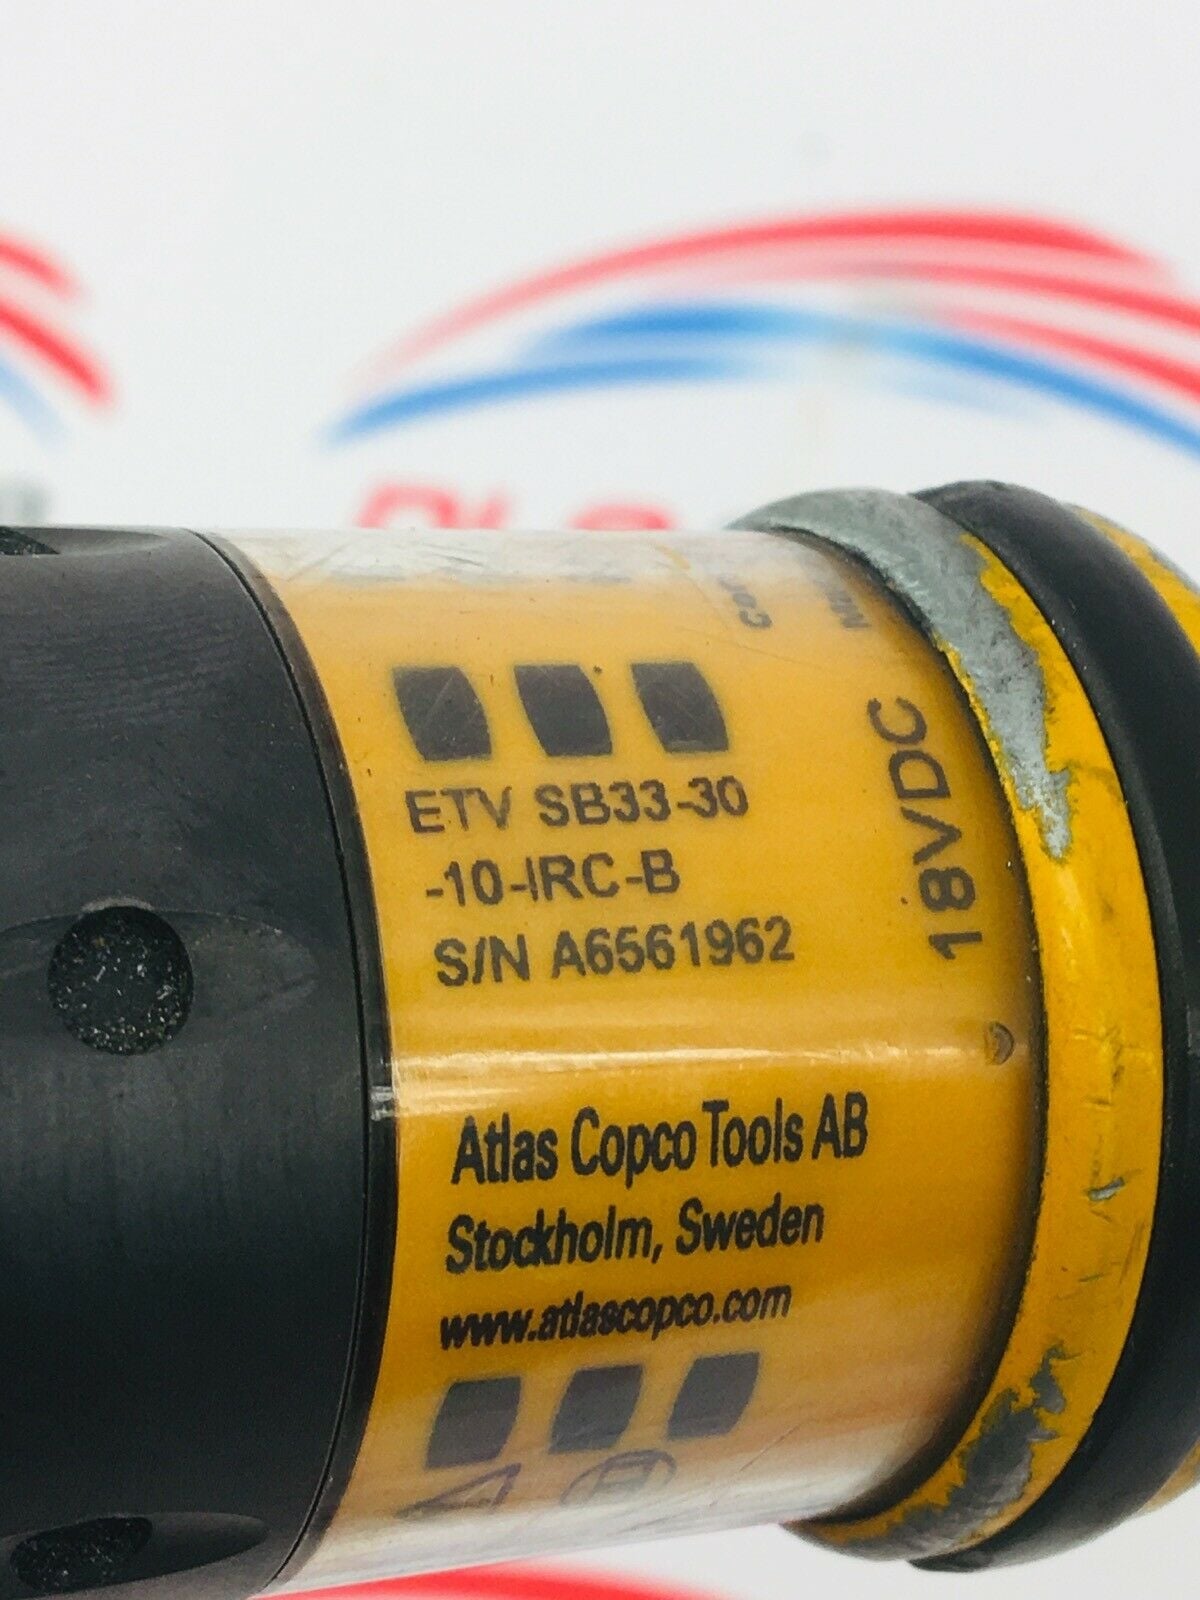 ETV SB33-30
-10-IRC-B
S/N A6561962
18VDC
Atlas Copco Tools AB
Stockholm, Sweden
www.atlascopco.com